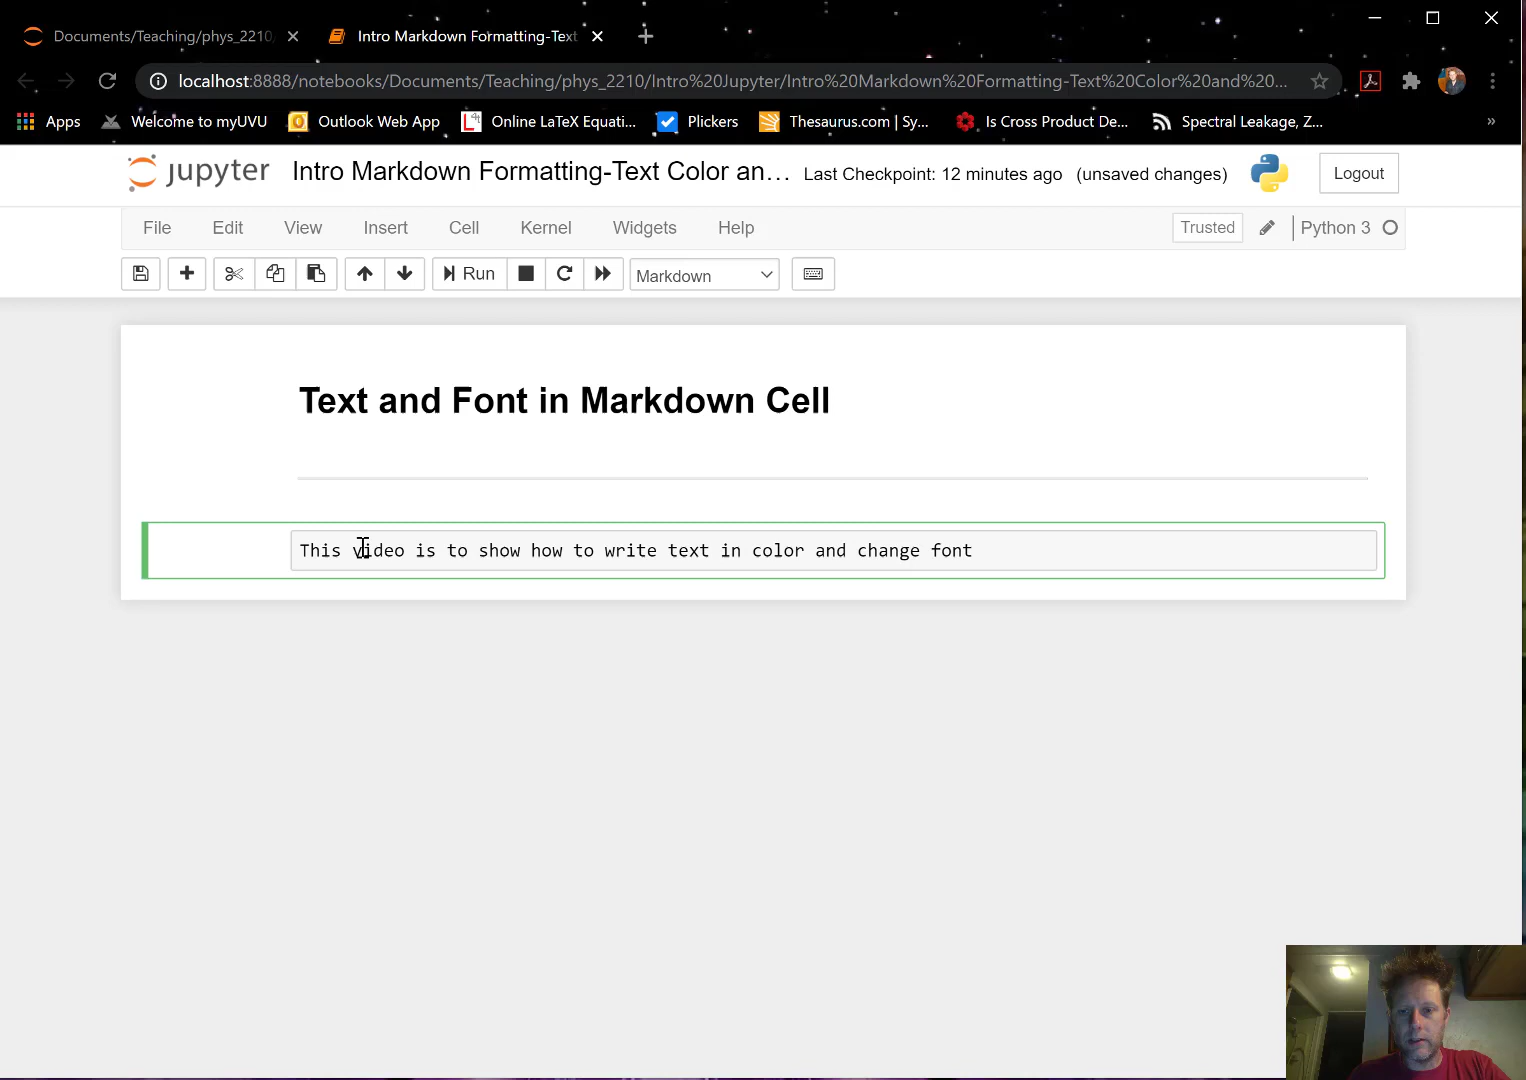 Documents/Teaching/phys_2210/
Intro Markdown Formatting-Text
localhost:8888/notebooks/Documents/Teaching/phys_2210/Intro%20Jupyter/Intro%20Markdown%20Formatting-Text%20Color%20and%20...
Apps
Welcome to myUVU
Outlook Web App
Online LaTeX Equati...
Plickers
Thesaurus.com | Sy...
Is Cross Product De...
Spectral Leakage, Z...
»
jupyter
Intro Markdown Formatting-Text Color an...
Last Checkpoint: 12 minutes ago (unsaved changes)
Logout
File Edit View Insert Cell Kernel Widgets Help
Trusted
Python 3
Run
Markdown
Text and Font in Markdown Cell
This video is to show how to write text in color and change font